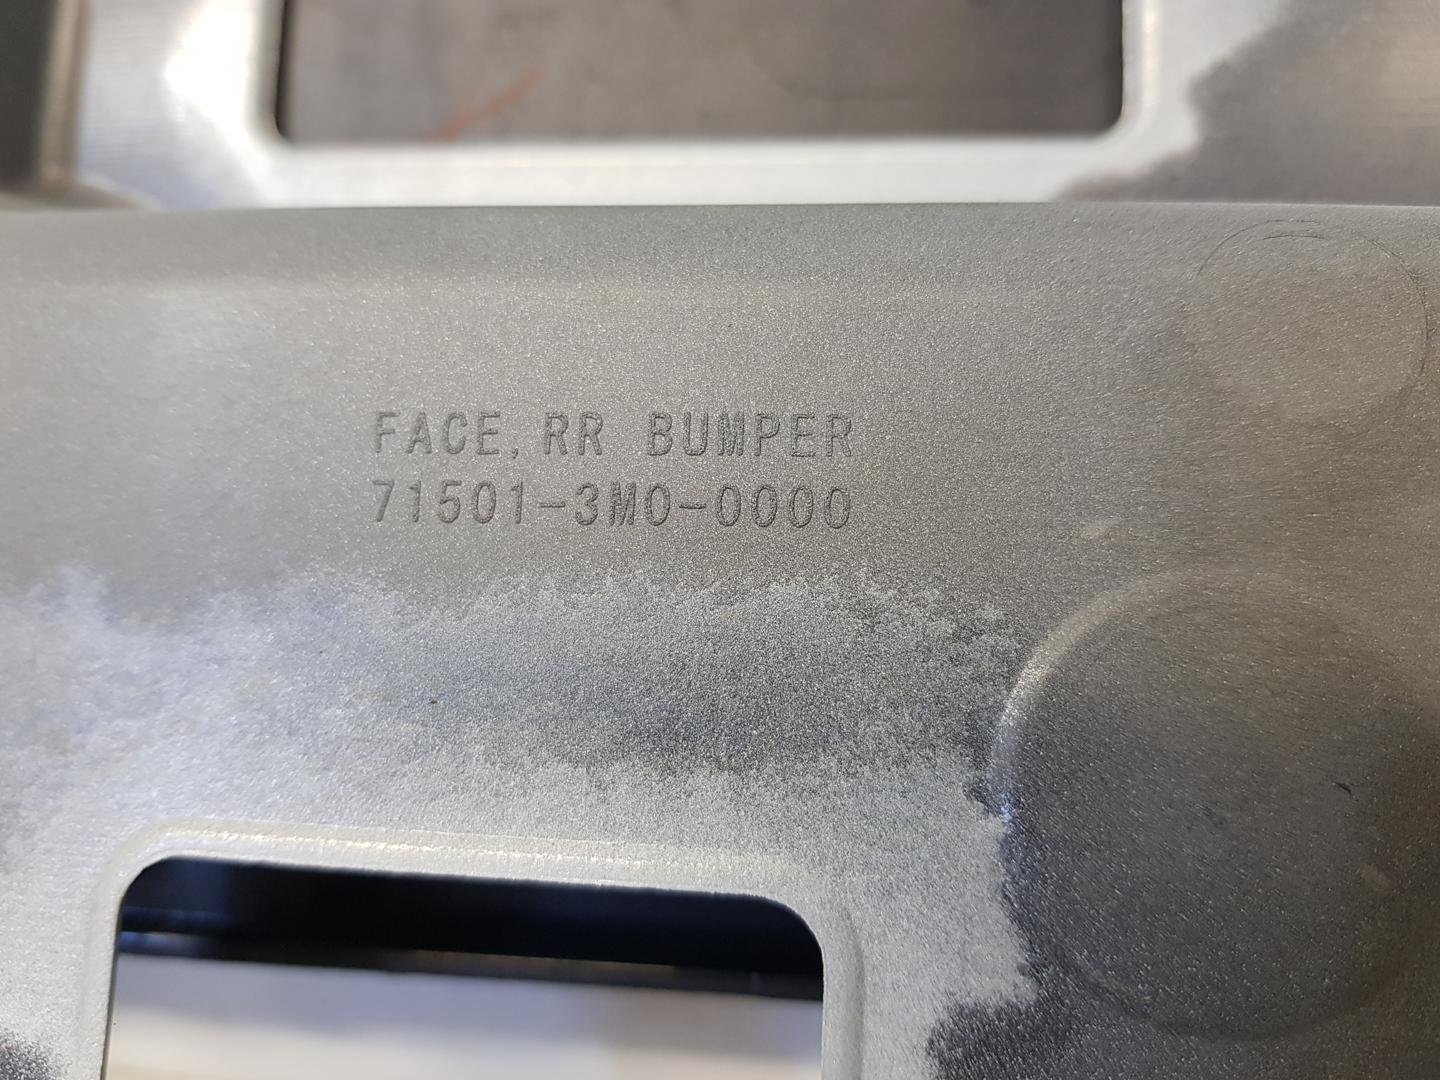 FACE, RR BUMPER
71501-3M0-0000